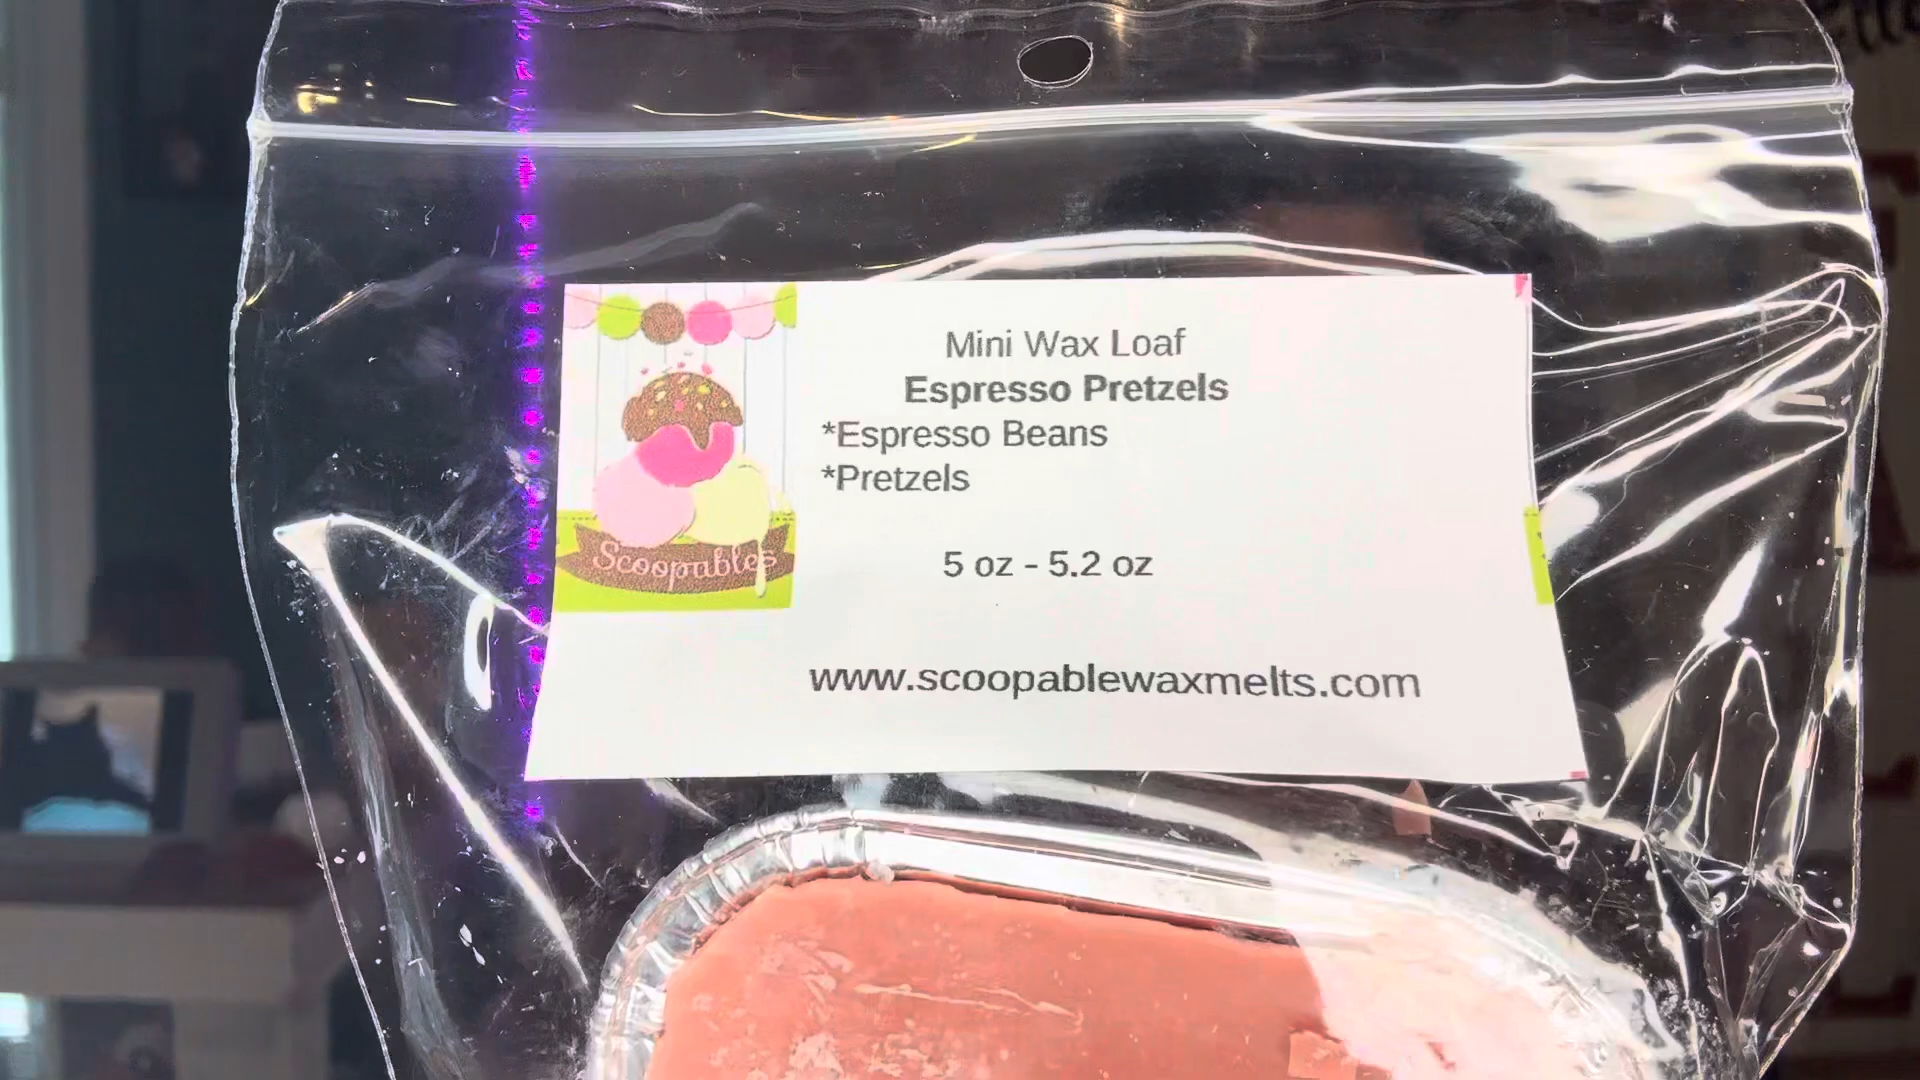 Mini Wax Loaf
Espresso Pretzels
*Espresso Beans
*Pretzels
Scoopables
5 oz - 5.2 oz
www.scoopablewaxmelts.com